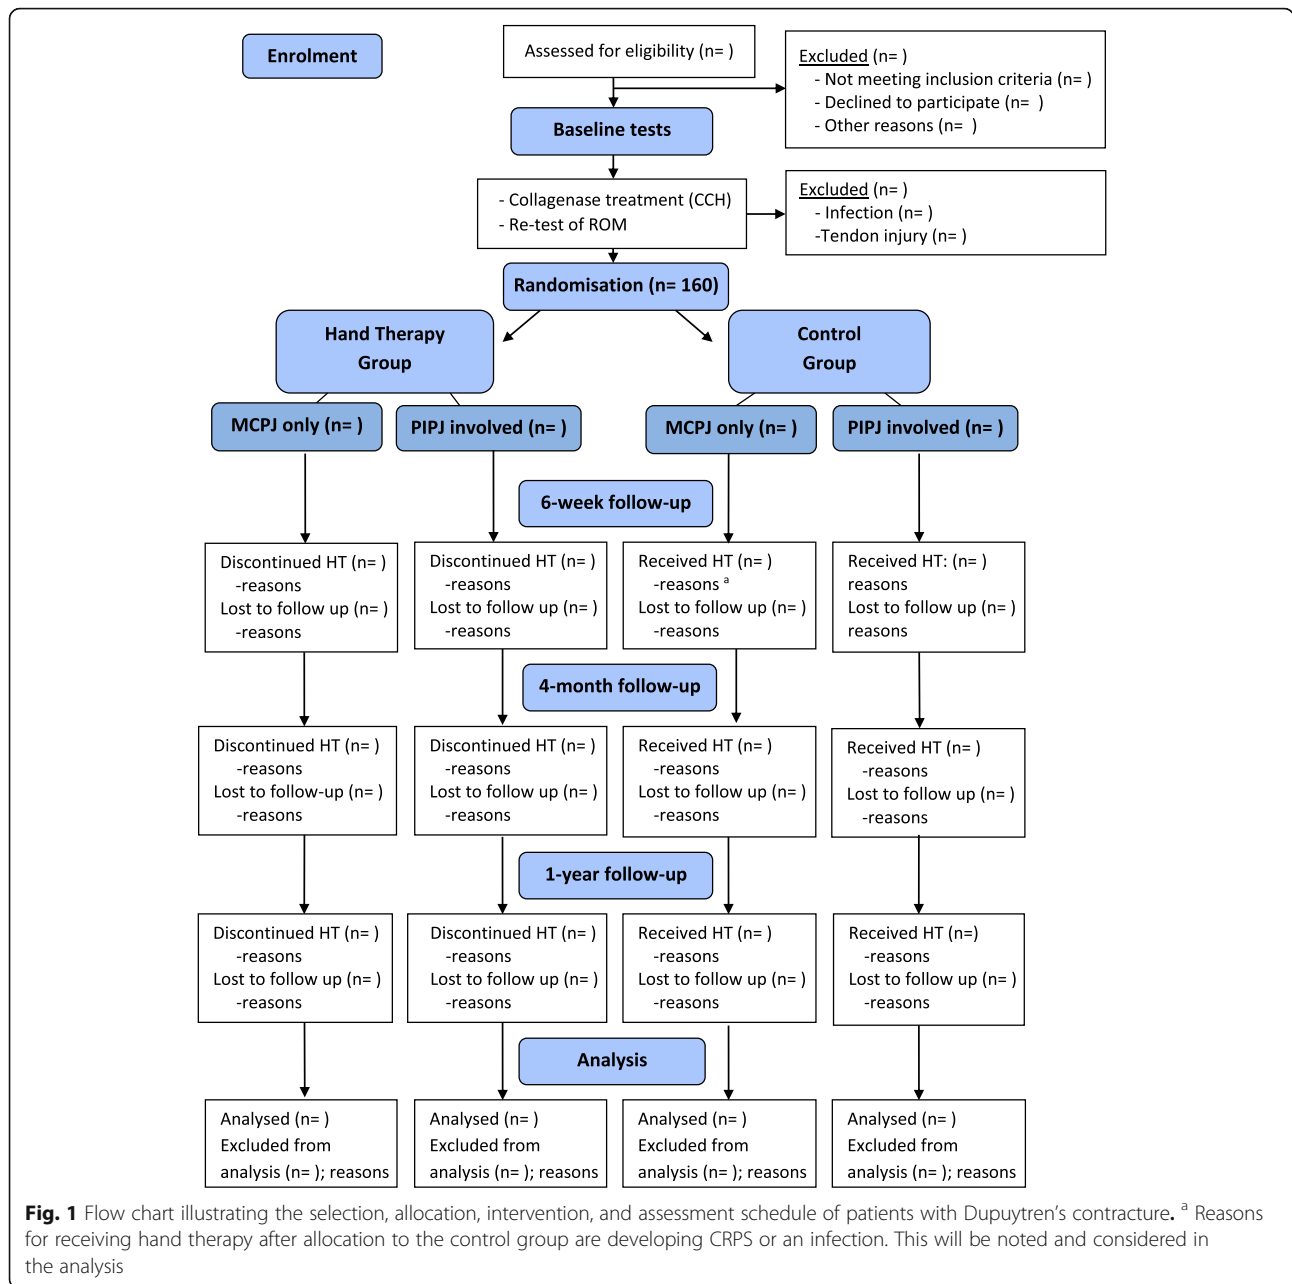 Enrolment
Assessed for eligibility (n= )
Excluded (n= )
- Not meeting inclusion criteria (n= )
- Declined to participate (n=  )
- Other reasons (n=  )
Baseline tests
- Collagenase treatment (CCH)
- Re-test of ROM
Excluded (n= )
- Infection (n= )
-Tendon injury (n= )
Randomisation (n= 160)
Hand Therapy
Group
Control
Group
MCPJ only (n= )
PIPJ involved (n= )
MCPJ only (n= )
PIPJ involved (n= )
6-week follow-up
Discontinued HT (n= )
-reasons
Lost to follow up (n= )
-reasons
Discontinued HT (n= )
-reasons
Lost to follow up (n= )
-reasons
Received HT (n= )
-reasons a
Lost to follow up (n= )
-reasons
Received HT: (n= )
reasons
Lost to follow up (n= )
reasons
4-month follow-up
Discontinued HT (n= )
-reasons
Lost to follow-up (n= )
-reasons
Discontinued HT (n= )
-reasons
Lost to follow up (n= )
-reasons
Received HT (n= )
-reasons
Lost to follow up (n= )
-reasons
Received HT (n= )
-reasons
Lost to follow up (n= )
-reasons
1-year follow-up
Discontinued HT (n= )
-reasons
Lost to follow up (n= )
-reasons
Discontinued HT (n= )
-reasons
Lost to follow up (n= )
-reasons
Received HT (n= )
-reasons
Lost to follow up (n= )
-reasons
Received HT (n=)
-reasons
Lost to follow up (n= )
-reasons
Analysis
Analysed (n= )
Excluded from
analysis (n= ); reasons
Analysed (n= )
Excluded from
analysis (n= ); reasons
Analysed (n= )
Excluded from
analysis (n= ); reasons
Analysed (n= )
Excluded from
analysis (n= ); reasons
Fig. 1 Flow chart illustrating the selection, allocation, intervention, and assessment schedule of patients with Dupuytren's contracture. a Reasons
for receiving hand therapy after allocation to the control group are developing CRPS or an infection. This will be noted and considered in
the analysis